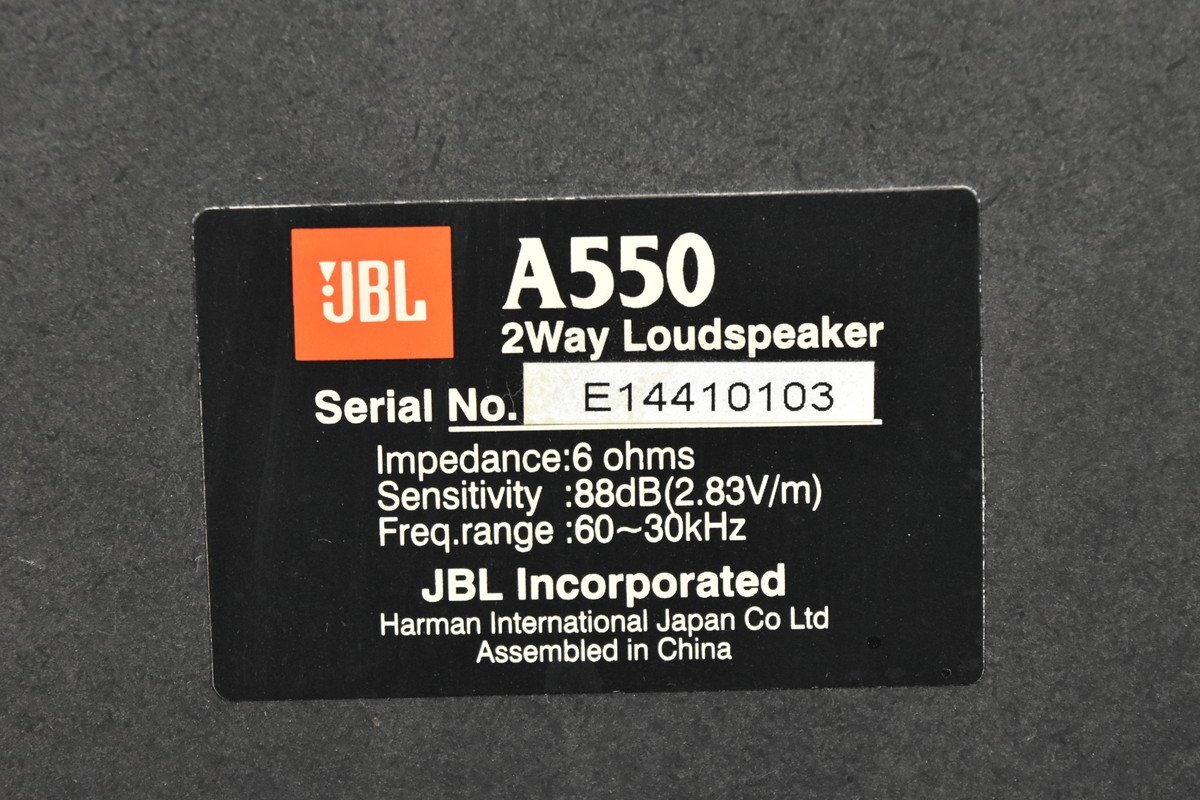 JBL
A550
2Way Loudspeaker
Serial No. E14410103
Impedance:6 ohms
Sensitivity :88dB(2.83V/m)
Freq.range :60~30kHz
JBL Incorporated
Harman International Japan Co Ltd
Assembled in China